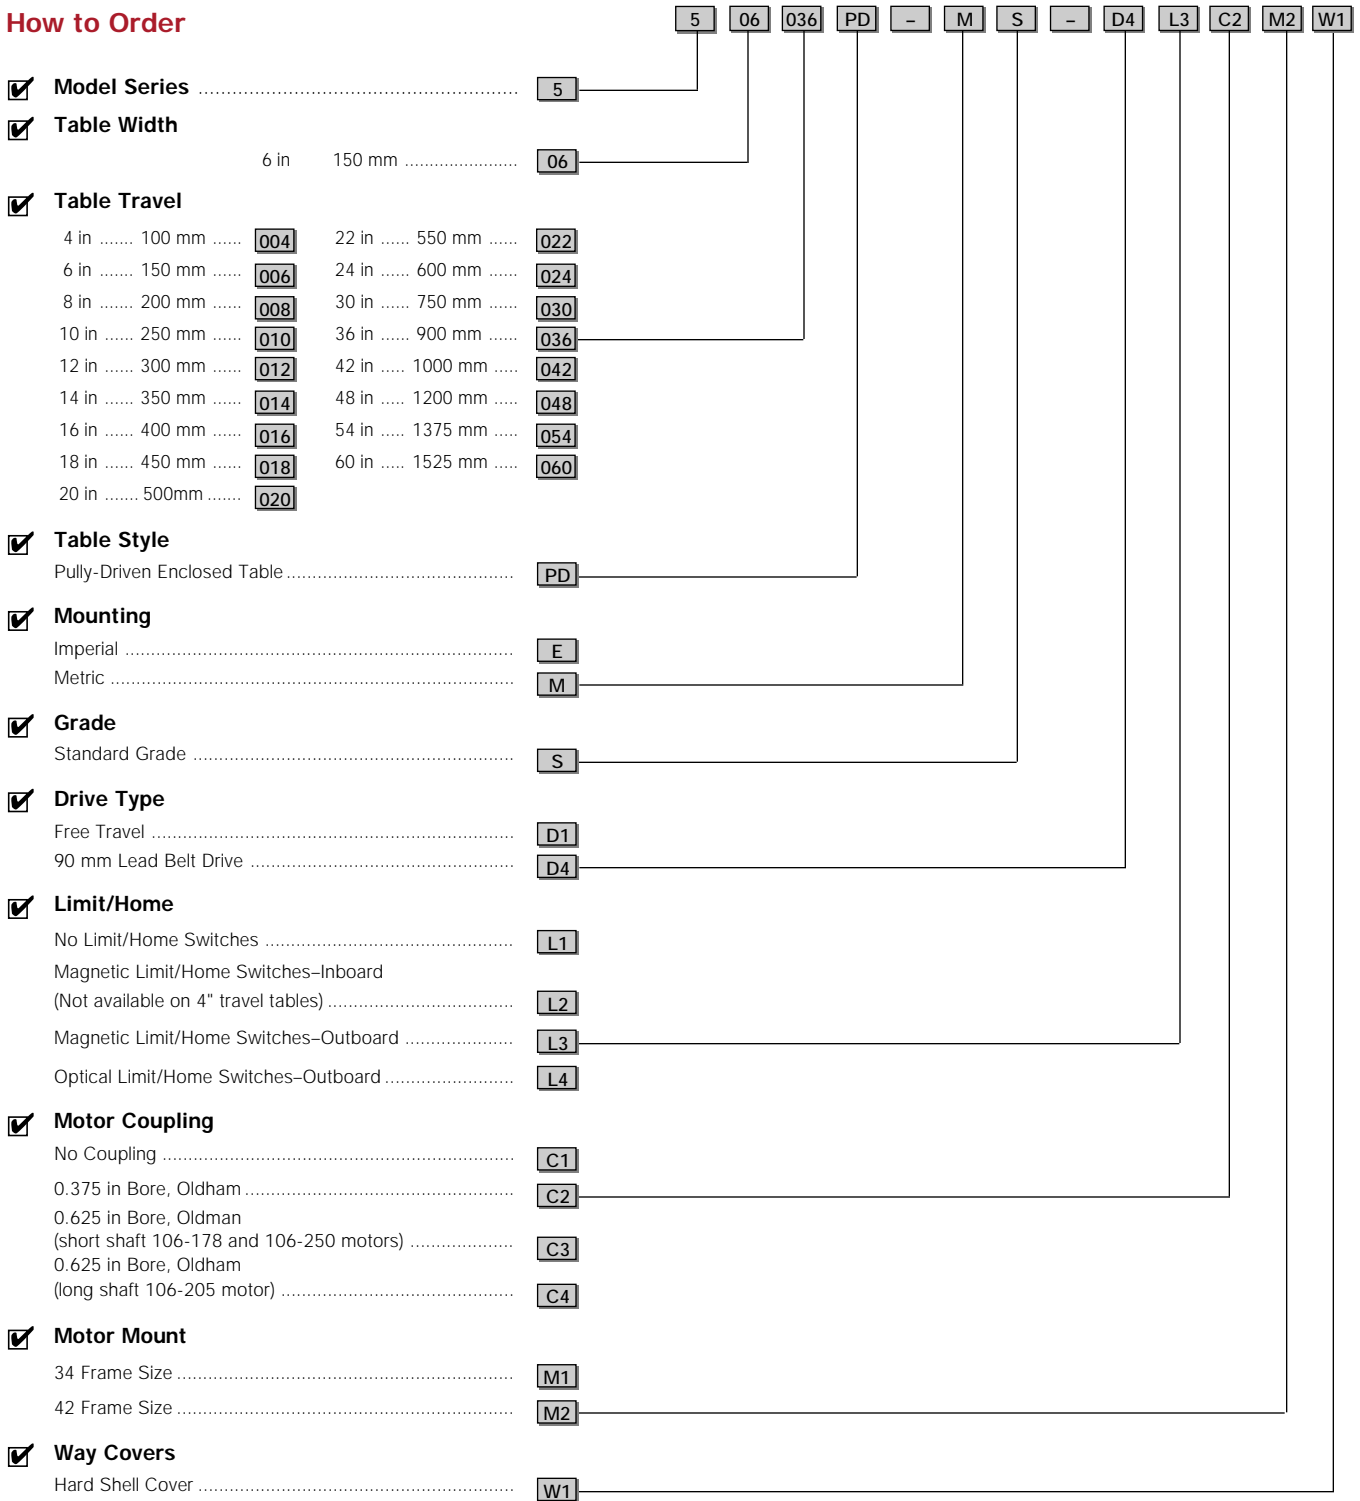 How to Order 5 06 036 PD – M S – D4 L3 C2 M2 W1
Model Series ........................................................ 5
Table Width
6 in 150 mm ....................... 06
Table Travel
4 in ....... 100 mm ...... 004 22 in ...... 550 mm ...... 022
6 in ....... 150 mm ...... 006 24 in ...... 600 mm ...... 024
8 in ....... 200 mm ...... 008 30 in ...... 750 mm ...... 030
10 in ...... 250 mm ...... 010 36 in ...... 900 mm ...... 036
12 in ...... 300 mm ...... 012 42 in ..... 1000 mm ..... 042
14 in ...... 350 mm ...... 014 48 in ..... 1200 mm ..... 048
16 in ...... 400 mm ...... 016 54 in ..... 1375 mm ..... 054
18 in ...... 450 mm ...... 018 60 in ..... 1525 mm ..... 060
20 in ....... 500mm ....... 020
Table Style
Pully-Driven Enclosed Table ............................................ PD
Mounting
Imperial ........................................................................... E
Metric .............................................................................. M
Grade
Standard Grade .............................................................. S
Drive Type
Free Travel ...................................................................... D1
90 mm Lead Belt Drive ................................................... D4
Limit/Home
No Limit/Home Switches ................................................ L1
Magnetic Limit/Home Switches–Inboard
(Not available on 4" travel tables) .................................... L2
Magnetic Limit/Home Switches–Outboard ..................... L3
Optical Limit/Home Switches–Outboard ......................... L4
Motor Coupling
No Coupling .................................................................... C1
0.375 in Bore, Oldham .................................................... C2
0.625 in Bore, Oldman
(short shaft 106-178 and 106-250 motors) .................... C3
0.625 in Bore, Oldham
(long shaft 106-205 motor) ............................................. C4
Motor Mount
34 Frame Size ................................................................. M1
42 Frame Size ................................................................. M2
Way Covers
Hard Shell Cover ............................................................. W1